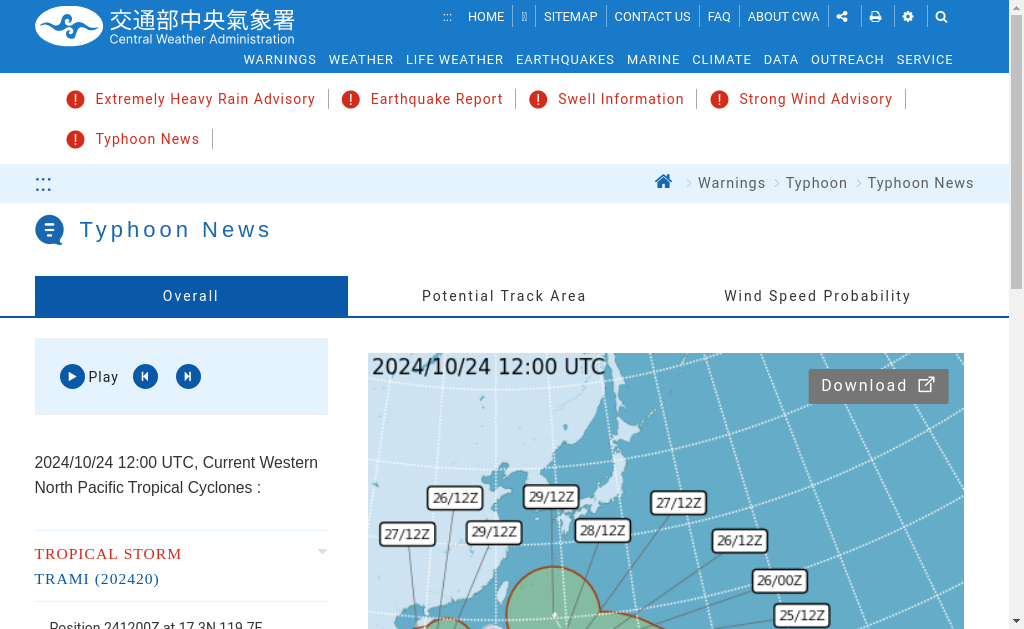 交通部中央氣象署
Central Weather Administration
::: HOME SITEMAP CONTACT US FAQ ABOUT CWA
WARNINGS WEATHER LIFE WEATHER EARTHQUAKES MARINE CLIMATE DATA OUTREACH SERVICE
Extremely Heavy Rain Advisory Earthquake Report Swell Information Strong Wind Advisory
Typhoon News
::: Warnings Typhoon Typhoon News
Typhoon News
Overall Potential Track Area Wind Speed Probability
Play
2024/10/24 12:00 UTC, Current Western
North Pacific Tropical Cyclones :
TROPICAL STORM
TRAMI (202420)
Position 241200Z at 17.3N 119.7E
2024/10/24 12:00 UTC
Download
26/12Z
29/12Z
27/12Z
27/12Z
29/12Z
28/12Z
26/12Z
26/00Z
25/12Z